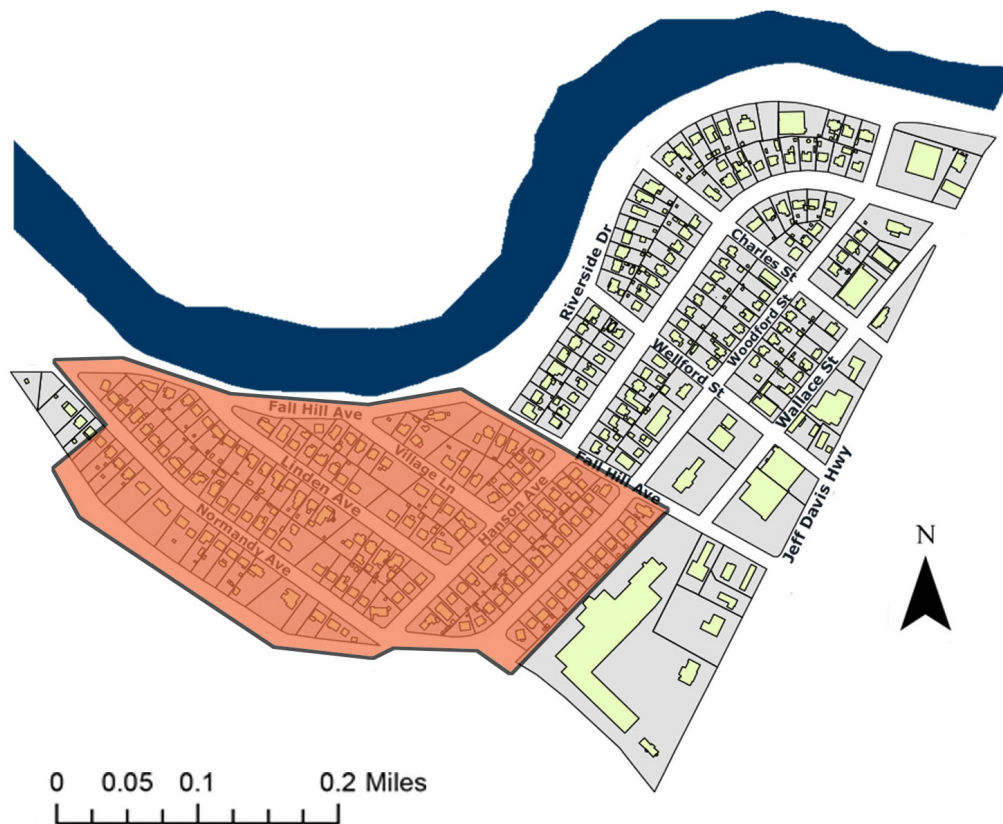 Riverside Dr
Charles St
Woodford St
Wellford St
Wallace St
Fall Hill Ave
Village Ln
Linden Ave
Hanson Ave
Fall Hill Ave
Normandy Ave
Jeff Davis Hwy
N
0 0.05 0.1 0.2 Miles